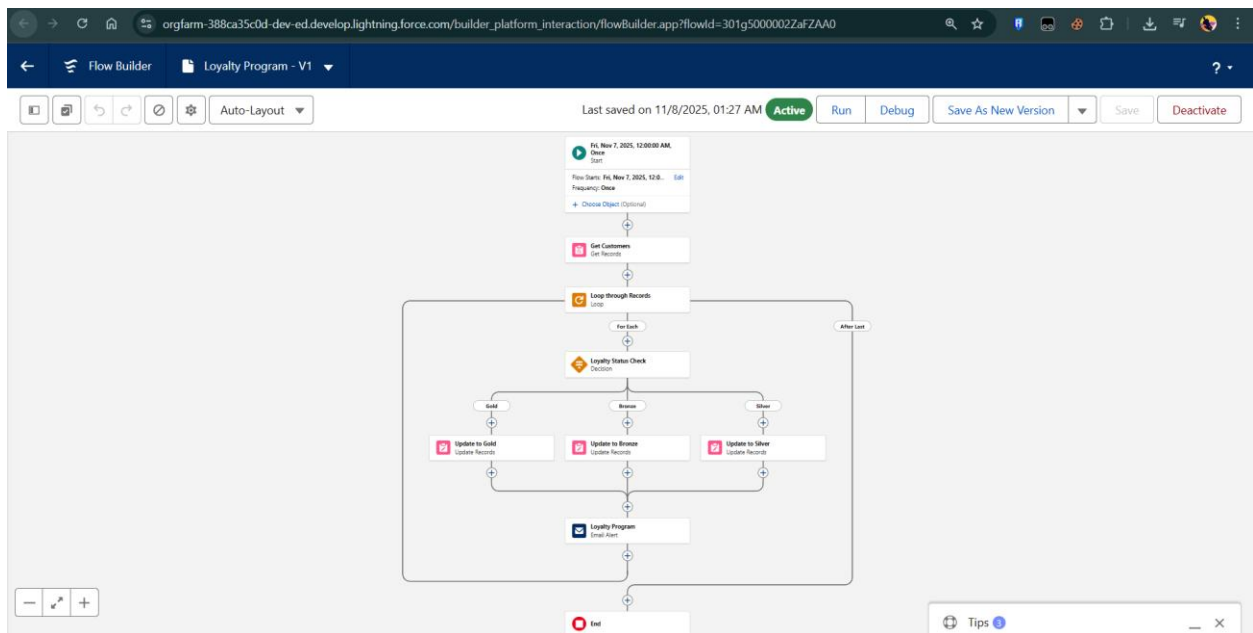 orgfarm-388ca35c0d-dev-ed.develop.lightning.force.com/builder_platform_interaction/flowBuilder.app?flowId=301g5000002ZaFZAA0
Flow Builder
Loyalty Program - V1
?
Auto-Layout
Last saved on 11/8/2025, 01:27 AM
Active
Run
Debug
Save As New Version
Save
Deactivate
Fri, Nov 7, 2025, 12:00:00 AM,
Once
Start
Flow Starts: Fri, Nov 7, 2025, 12:0... Edit
Frequency: Once
+ Choose Object (Optional)
Get Customers
Get Records
Loop through Records
Loop
For Each
After Last
Loyalty Status Check
Decision
Gold
Bronze
Silver
Update to Gold
Update Records
Update to Bronze
Update Records
Update to Silver
Update Records
Loyalty Program
Email Alert
End
Tips 3